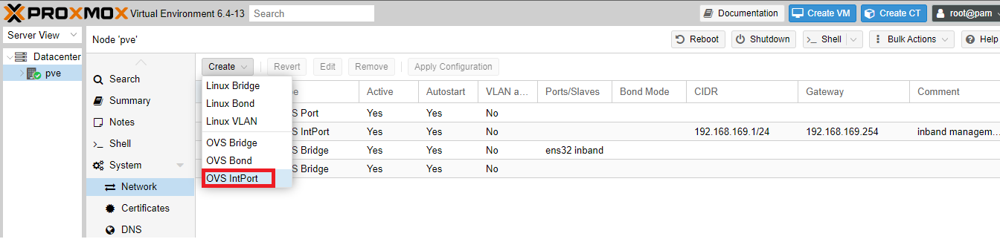 PROXMOX Virtual Environment 6.4-13 Search Documentation Create VM Create CT root@pam
Server View Node 'pve' Reboot Shutdown >_ Shell Bulk Actions Help
Datacenter
pve
Search
Summary
Notes
>_ Shell
System
Network
Certificates
DNS
Create Revert Edit Remove Apply Configuration
Linux Bridge
Linux Bond
Linux VLAN
OVS Bridge
OVS Bond
OVS IntPort
Active Autostart VLAN a... Ports/Slaves Bond Mode CIDR Gateway Comment
S Port Yes Yes No
S IntPort Yes Yes No 192.168.169.1/24 192.168.169.254 inband managem...
S Bridge Yes Yes No ens32 inband
S Bridge Yes Yes No